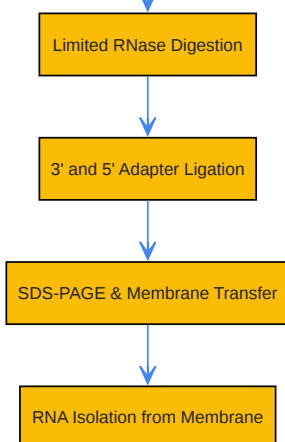 Limited RNase Digestion
3' and 5' Adapter Ligation
SDS-PAGE & Membrane Transfer
RNA Isolation from Membrane